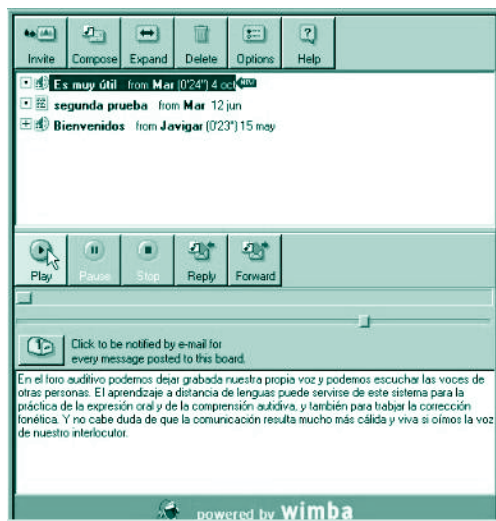 Invite Compose Expand Delete Options Help
Es muy útil from Mar (0'24") 4 oct NEW
segunda prueba from Mar 12 jun
Bienvenidos from Javigar (0'23") 15 may
Play Pause Stop Reply Forward
Click to be notified by e-mail for
every message posted to this board.
En el foro auditivo podemos dejar grabada nuestra propia voz y podemos escuchar las voces de
otras personas. El aprendizaje a distancia de lenguas puede servirse de este sistema para la
práctica de la expresión oral y de la comprensión autidiva, y también para trabjar la corrección
fonética. Y no cabe duda de que la comunicación resulta mucho más cálida y viva si oímos la voz
de nuestro interlocutor.
powered by wimba